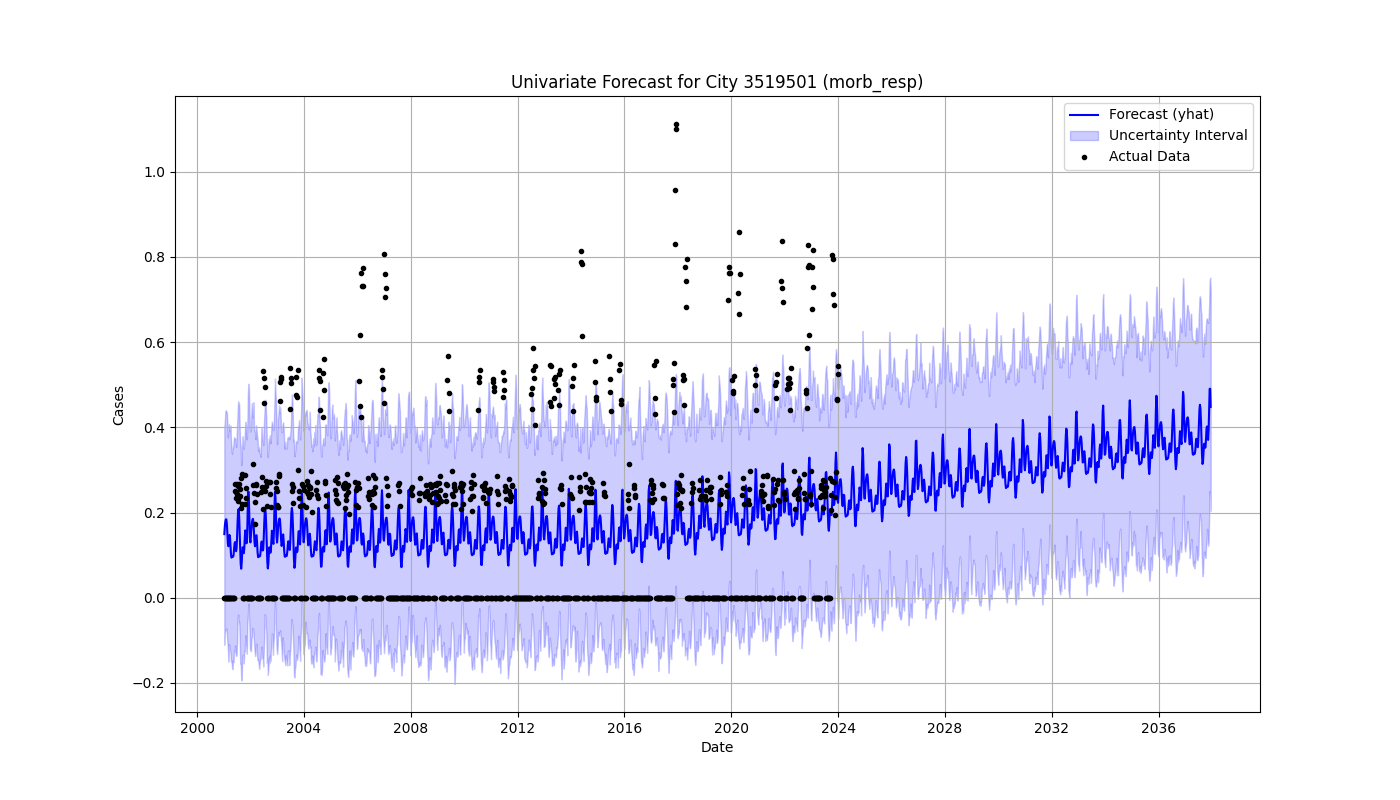 Univariate Forecast for City 3519501 (morb_resp)
Forecast (yhat)
Uncertainty Interval
Actual Data
1.0
0.8
0.6
0.4
0.2
0.0
−0.2
Cases
2000 2004 2008 2012 2016 2020 2024 2028 2032 2036
Date